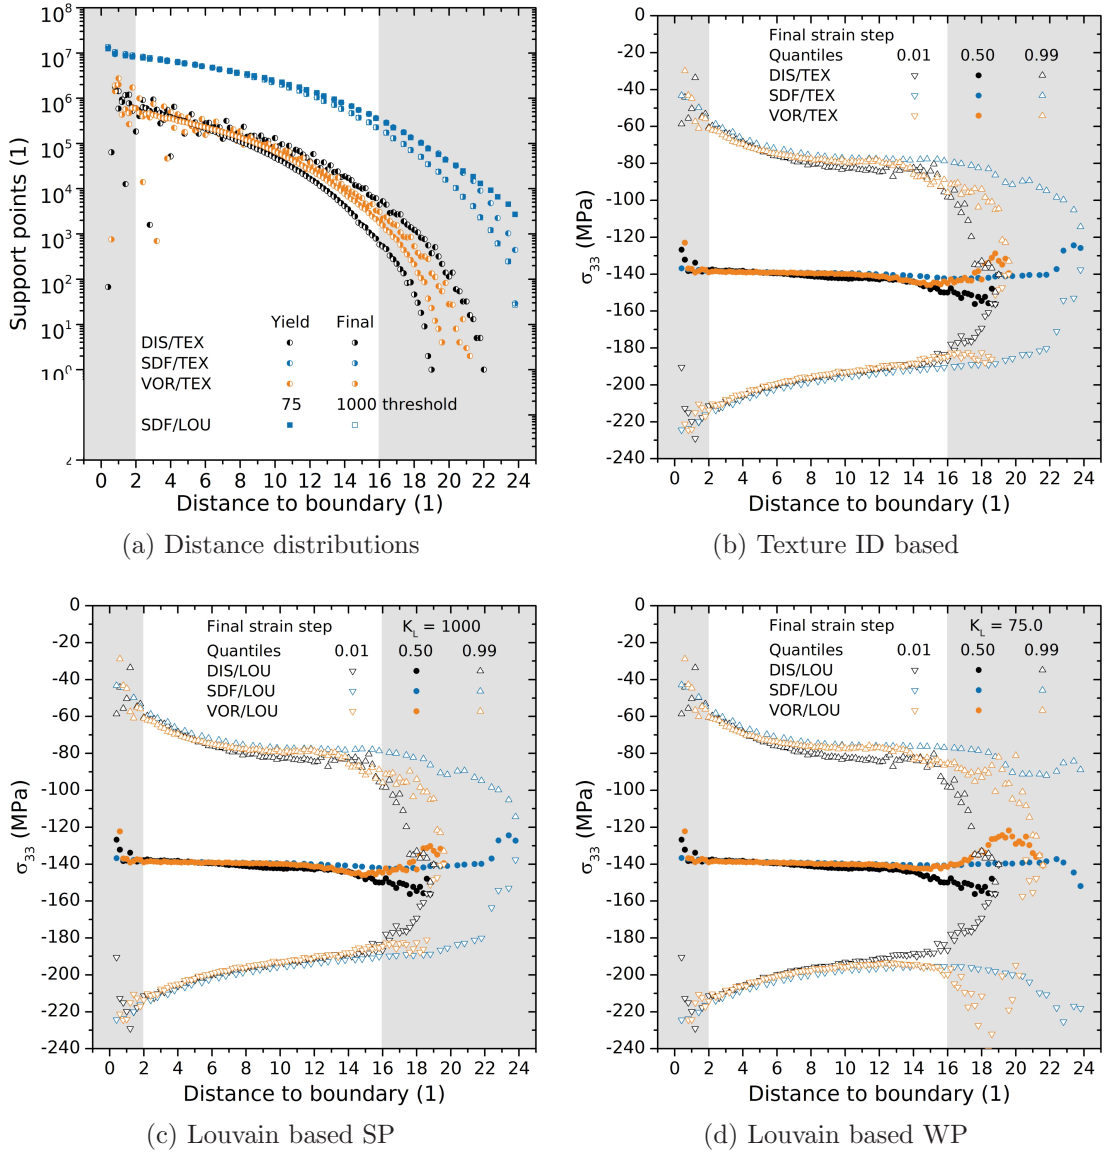 10^8
10^7
10^6
10^5
10^4
10^3
10^2
10^1
10^0
2
Support points (1)
Yield Final
DIS/TEX
SDF/TEX
VOR/TEX
75 1000 threshold
SDF/LOU
0 2 4 6 8 10 12 14 16 18 20 22 24
Distance to boundary (1)
(a) Distance distributions
0
-20
-40
-60
-80
-100
-120
-140
-160
-180
-200
-220
-240
σ33 (MPa)
Final strain step
Quantiles 0.01 0.50 0.99
DIS/TEX
SDF/TEX
VOR/TEX
0 2 4 6 8 10 12 14 16 18 20 22 24
Distance to boundary (1)
(b) Texture ID based
0
-20
-40
-60
-80
-100
-120
-140
-160
-180
-200
-220
-240
σ33 (MPa)
Final strain step KL = 1000
Quantiles 0.01 0.50 0.99
DIS/LOU
SDF/LOU
VOR/LOU
0 2 4 6 8 10 12 14 16 18 20 22 24
Distance to boundary (1)
(c) Louvain based SP
0
-20
-40
-60
-80
-100
-120
-140
-160
-180
-200
-220
-240
σ33 (MPa)
Final strain step KL = 75.0
Quantiles 0.01 0.50 0.99
DIS/LOU
SDF/LOU
VOR/LOU
0 2 4 6 8 10 12 14 16 18 20 22 24
Distance to boundary (1)
(d) Louvain based WP